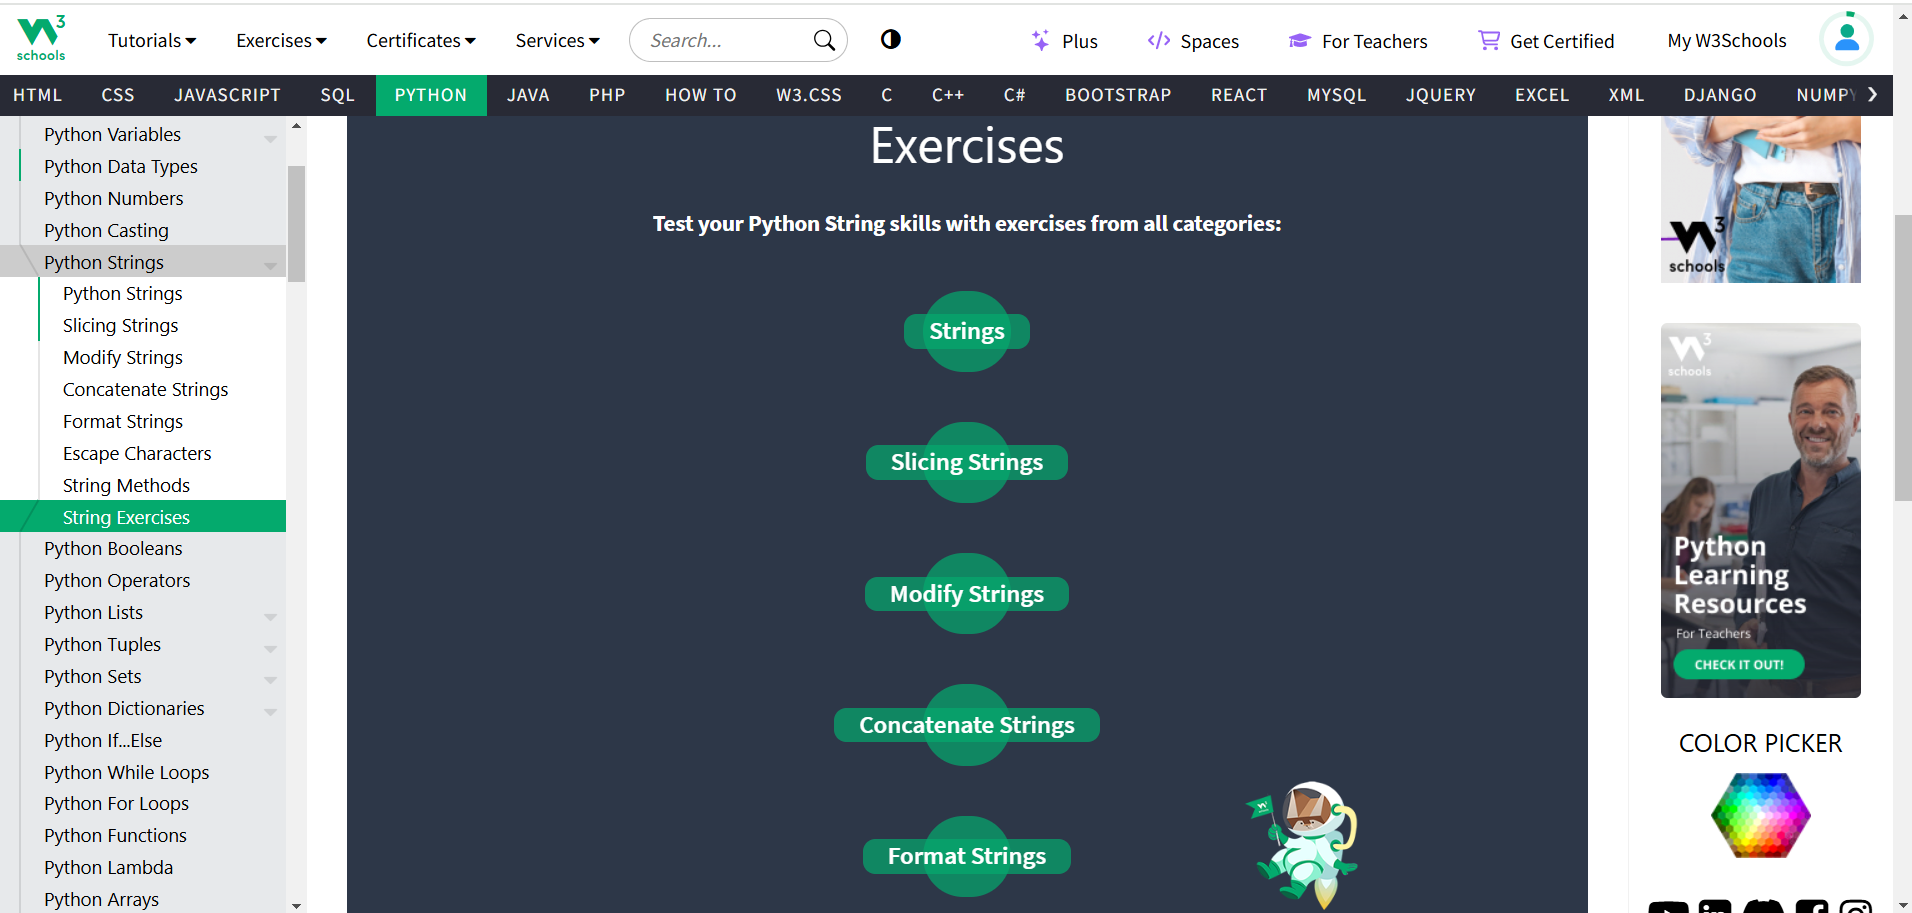 3
schools
Tutorials
Exercises
Certificates
Services
Search...
Plus
Spaces
For Teachers
Get Certified
My W3Schools
HTML
CSS
JAVASCRIPT
SQL
PYTHON
JAVA
PHP
HOW TO
W3.CSS
C
C++
C#
BOOTSTRAP
REACT
MYSQL
JQUERY
EXCEL
XML
DJANGO
NUMPY
Python Variables
Python Data Types
Python Numbers
Python Casting
Python Strings
Python Strings
Slicing Strings
Modify Strings
Concatenate Strings
Format Strings
Escape Characters
String Methods
String Exercises
Python Booleans
Python Operators
Python Lists
Python Tuples
Python Sets
Python Dictionaries
Python If...Else
Python While Loops
Python For Loops
Python Functions
Python Lambda
Python Arrays
Exercises
Test your Python String skills with exercises from all categories:
Strings
Slicing Strings
Modify Strings
Concatenate Strings
Format Strings
3
schools
3
schools
Python
Learning
Resources
For Teachers
CHECK IT OUT!
COLOR PICKER